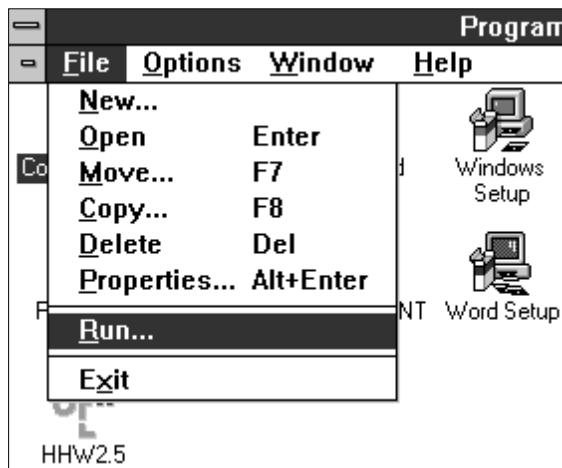 Program
File Options Window Help
New...
Open Enter
Move... F7
Copy... F8
Delete Del
Properties... Alt+Enter
Run...
Exit
Windows
Setup
NT Word Setup
HHW2.5